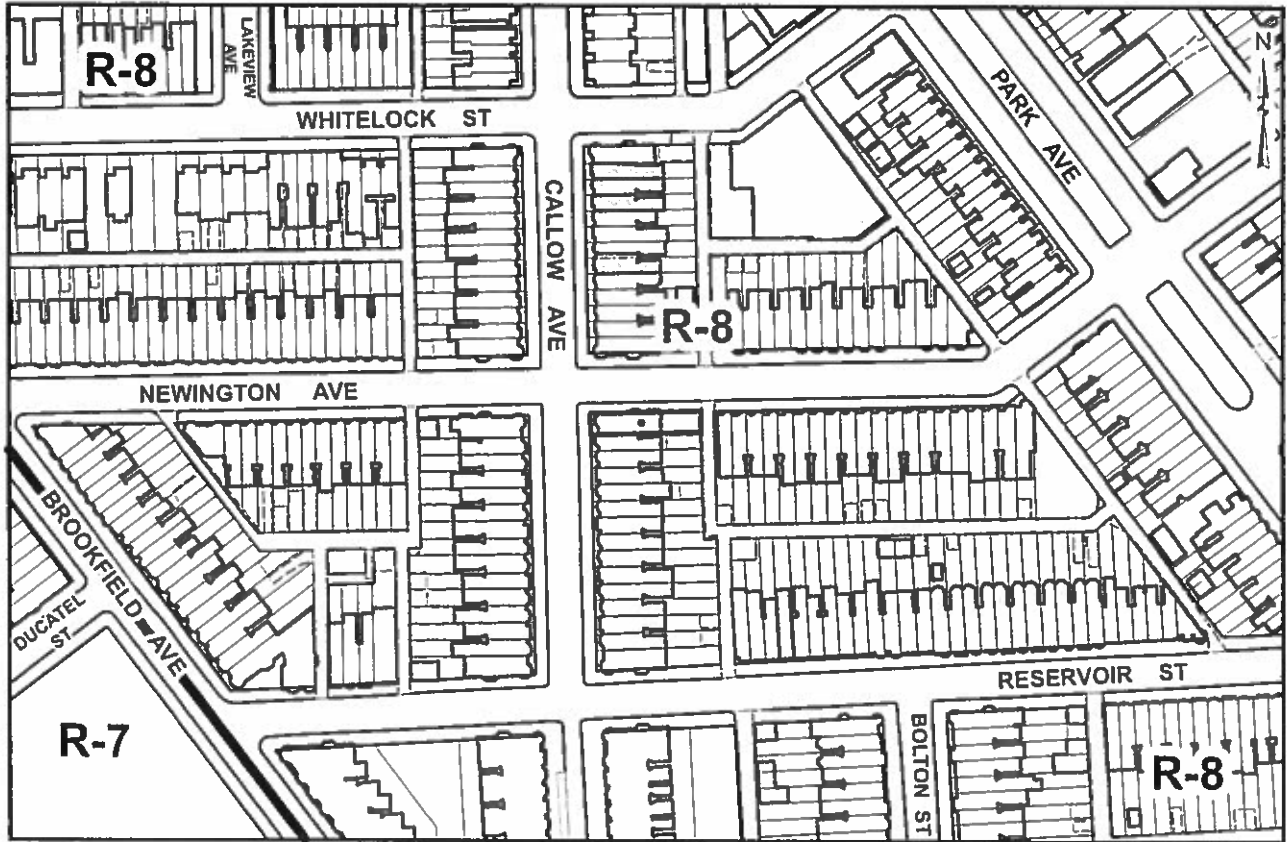 R-8
LAKEVIEW
AVE
WHITELOCK ST
PARK AVE
N
CALLOW AVE
R-8
NEWINGTON AVE
BROOKFIELD AVE
DUCATEL
ST
RESERVOIR ST
R-7
BOLTON ST
R-8